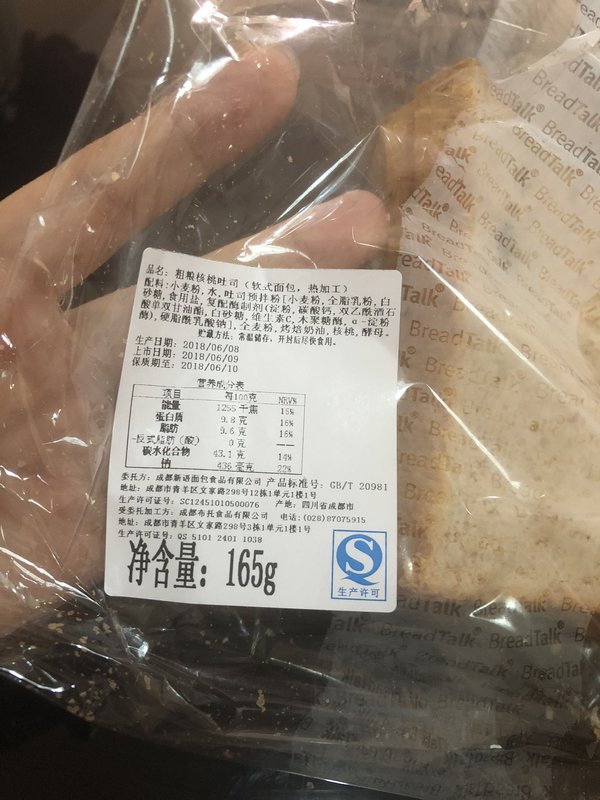 品名: 粗粮核桃吐司 (软式面包, 热加工)
配料:小麦粉,水,吐司预拌粉[小麦粉,全脂乳粉,白
砂糖,食用盐,复配酶制剂(淀粉,碳酸钙,双乙酰酒石
酸单双甘油酯,白砂糖,维生素C,木聚糖酶,α-淀粉
酶),硬脂酰乳酸钠],全麦粉,烤焙奶油,核桃,酵母。
贮藏方法: 常温储存, 开封后尽快食用。
生产日期: 2018/06/08
上市日期: 2018/06/09
保质期至: 2018/06/10
营养成分表
项目 每100克 NRV%
能量 1255 千焦 15%
蛋白质 9.8 克 16%
脂肪 9.6 克 16%
-反式脂肪(酸) 0 克
碳水化合物 43.1 克 14%
钠 436 毫克 22%
委托方: 成都新语面包食品有限公司 产品标准号: GB/T 20981
地址: 成都市青羊区文家路298号12栋1单元1楼1号
生产许可证号: SC12451010500076 产地: 四川省成都市
受委托加工方: 成都布托食品有限公司 电话:(028)87075915
地址: 成都市青羊区文家路298号3栋1单元1楼1号
生产许可证号: QS 5101 2401 1038
净含量: 165g
S
生产许可
BreadTalk®
BreadTalk®
BreadTalk®
BreadTalk®
BreadTalk®
BreadTalk®